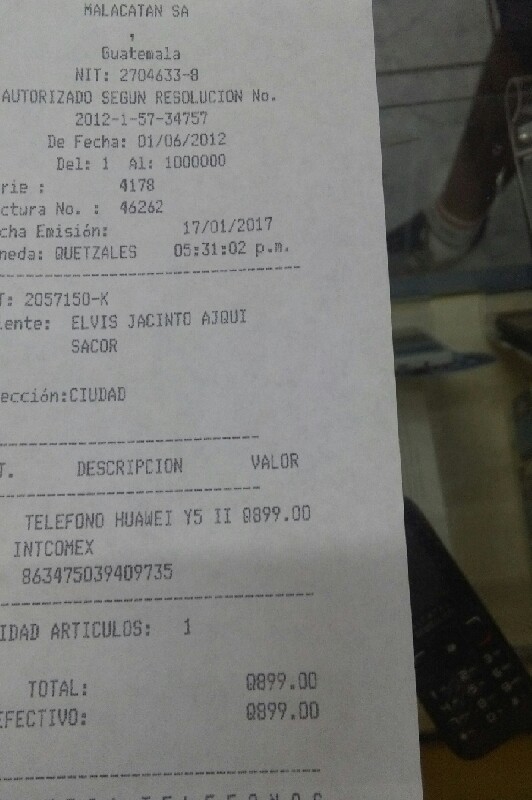 MALACATAN SA
,
Guatemala
NIT: 2704633-8
AUTORIZADO SEGUN RESOLUCION No.
2012-1-57-34757
De Fecha: 01/06/2012
Del: 1 Al: 1000000
rie : 4178
ctura No. : 46262
cha Emisión: 17/01/2017
neda: QUETZALES 05:31:02 p.m.
T: 2057150-K
iente: ELVIS JACINTO AJQUI
SACOR
ección:CIUDAD
T. DESCRIPCION VALOR
TELEFONO HUAWEI Y5 II Q899.00
INTCOMEX
863475039409735
IDAD ARTICULOS: 1
TOTAL: Q899.00
EFECTIVO: Q899.00